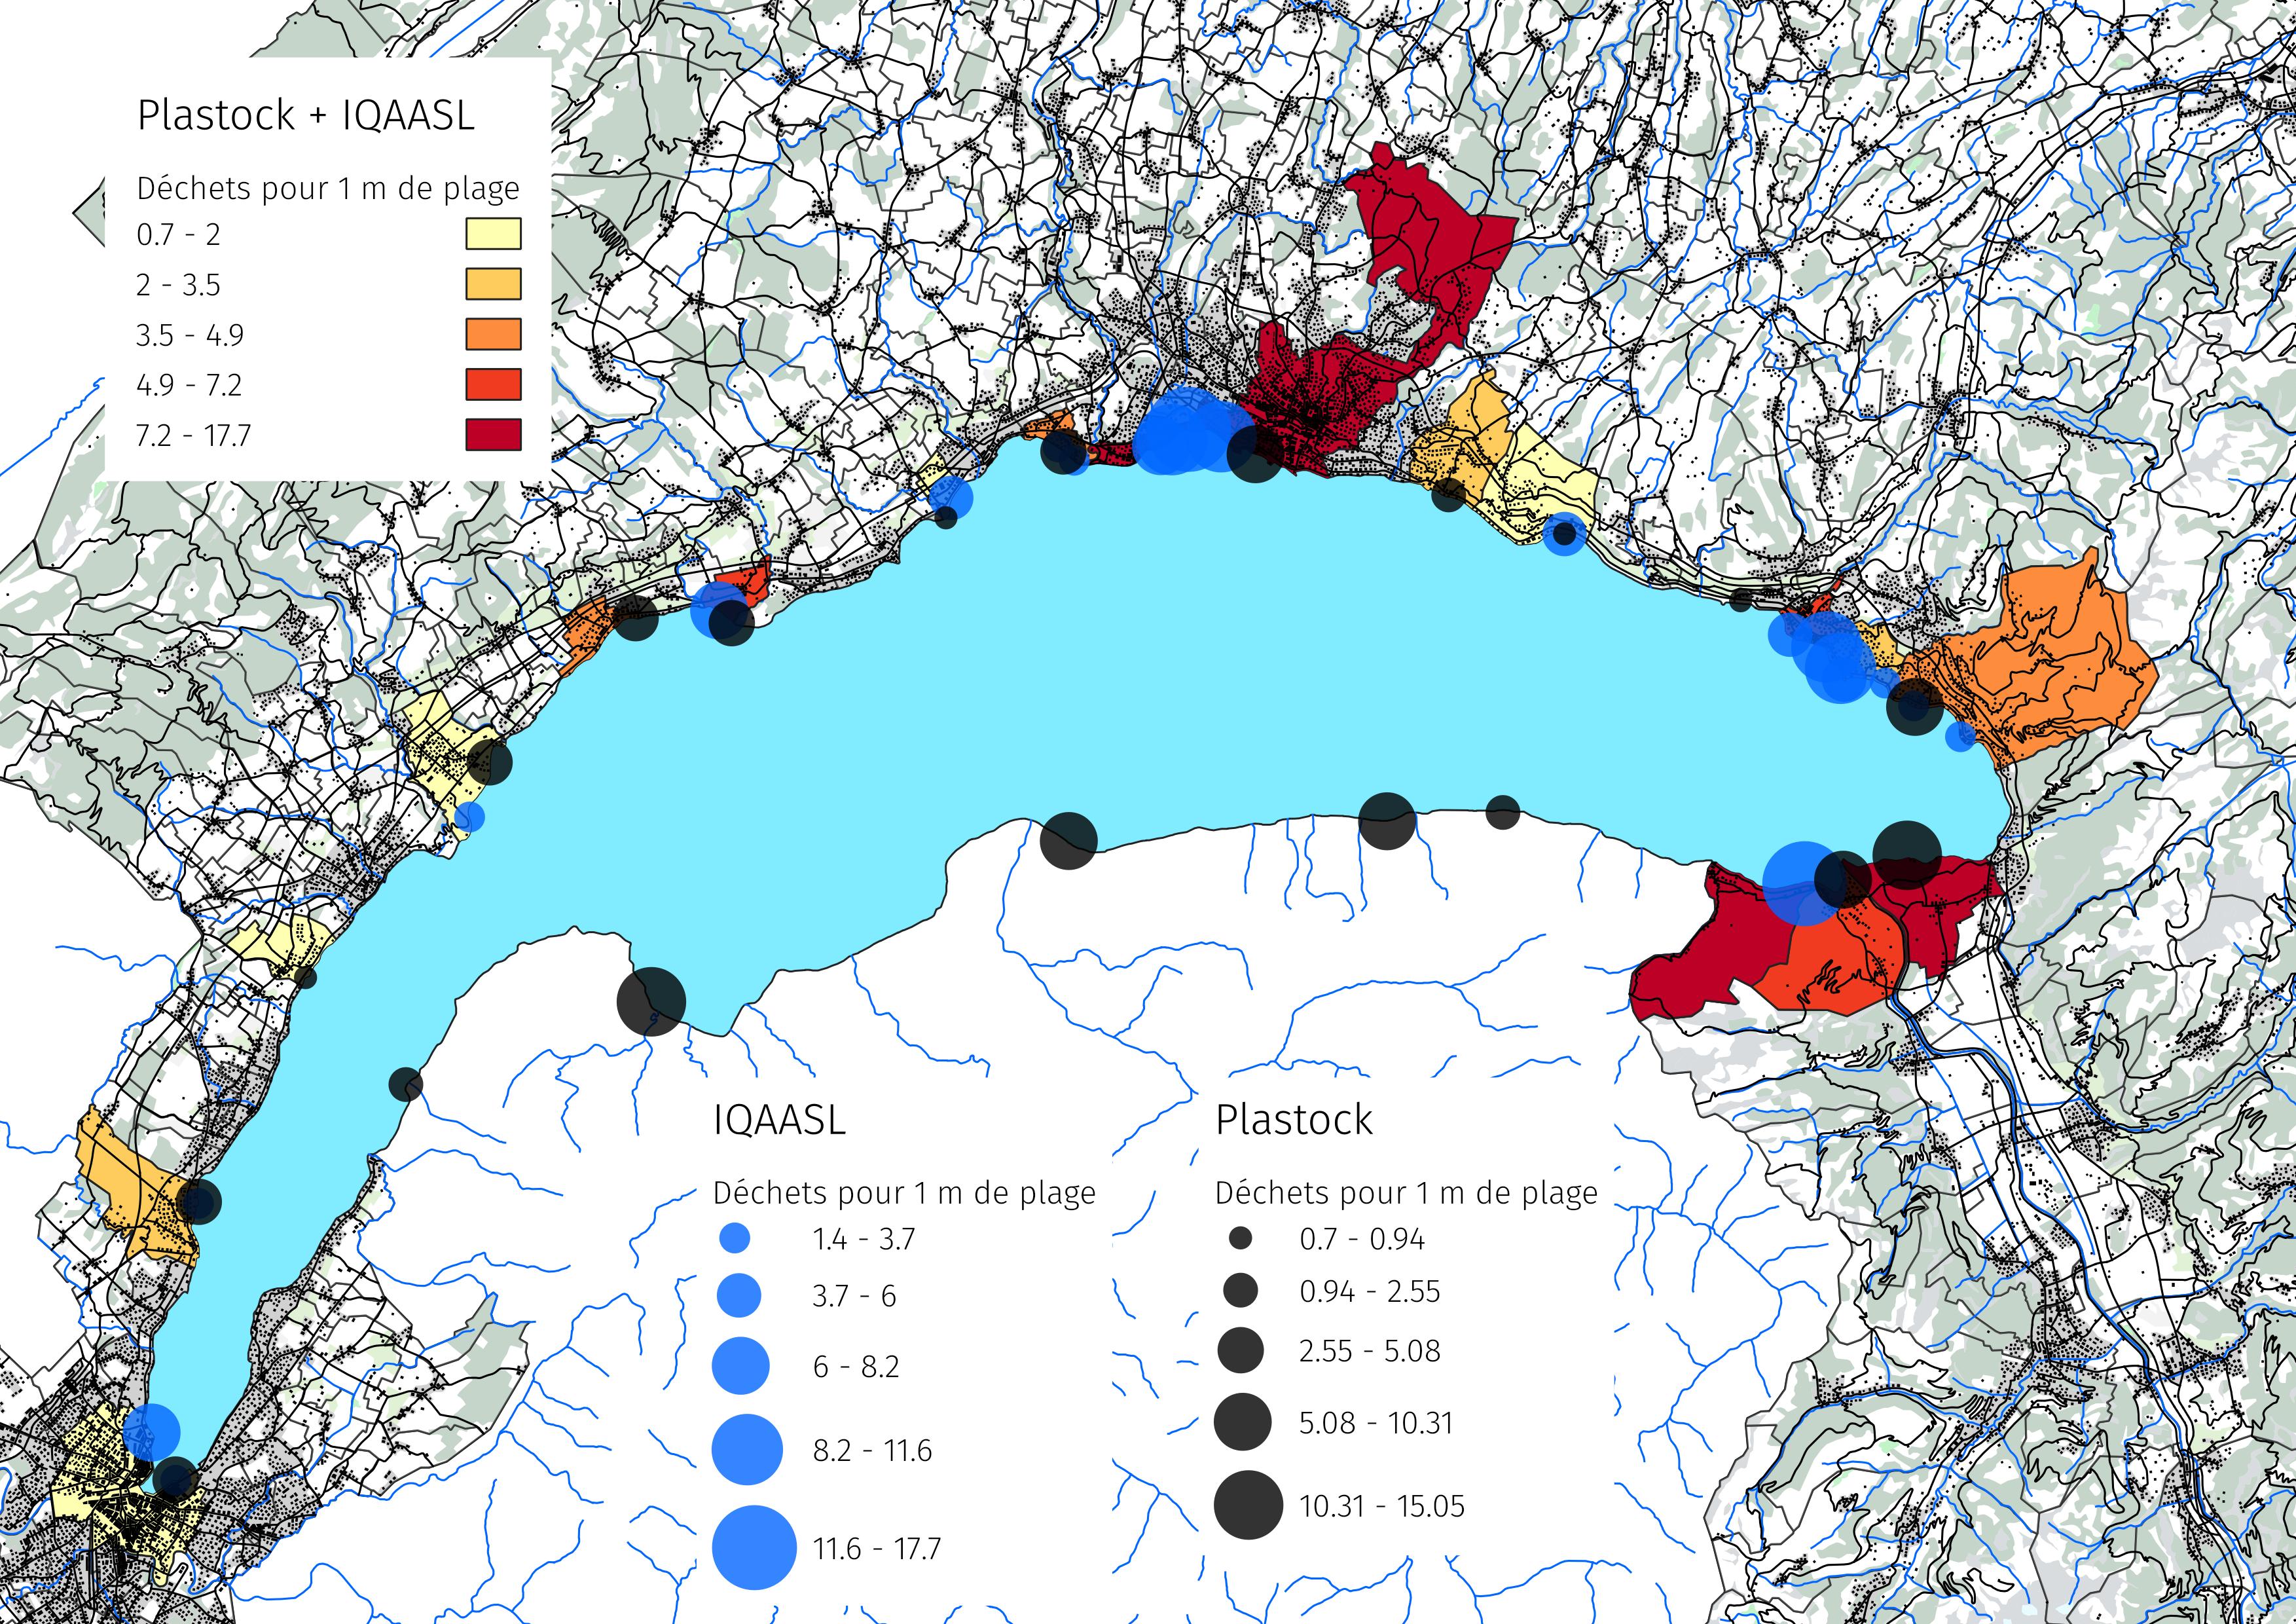 Plastock + IQAASL
Déchets pour 1 m de plage
0.7 - 2
2 - 3.5
3.5 - 4.9
4.9 - 7.2
7.2 - 17.7
IQAASL
Déchets pour 1 m de plage
1.4 - 3.7
3.7 - 6
6 - 8.2
8.2 - 11.6
11.6 - 17.7
Plastock
Déchets pour 1 m de plage
0.7 - 0.94
0.94 - 2.55
2.55 - 5.08
5.08 - 10.31
10.31 - 15.05